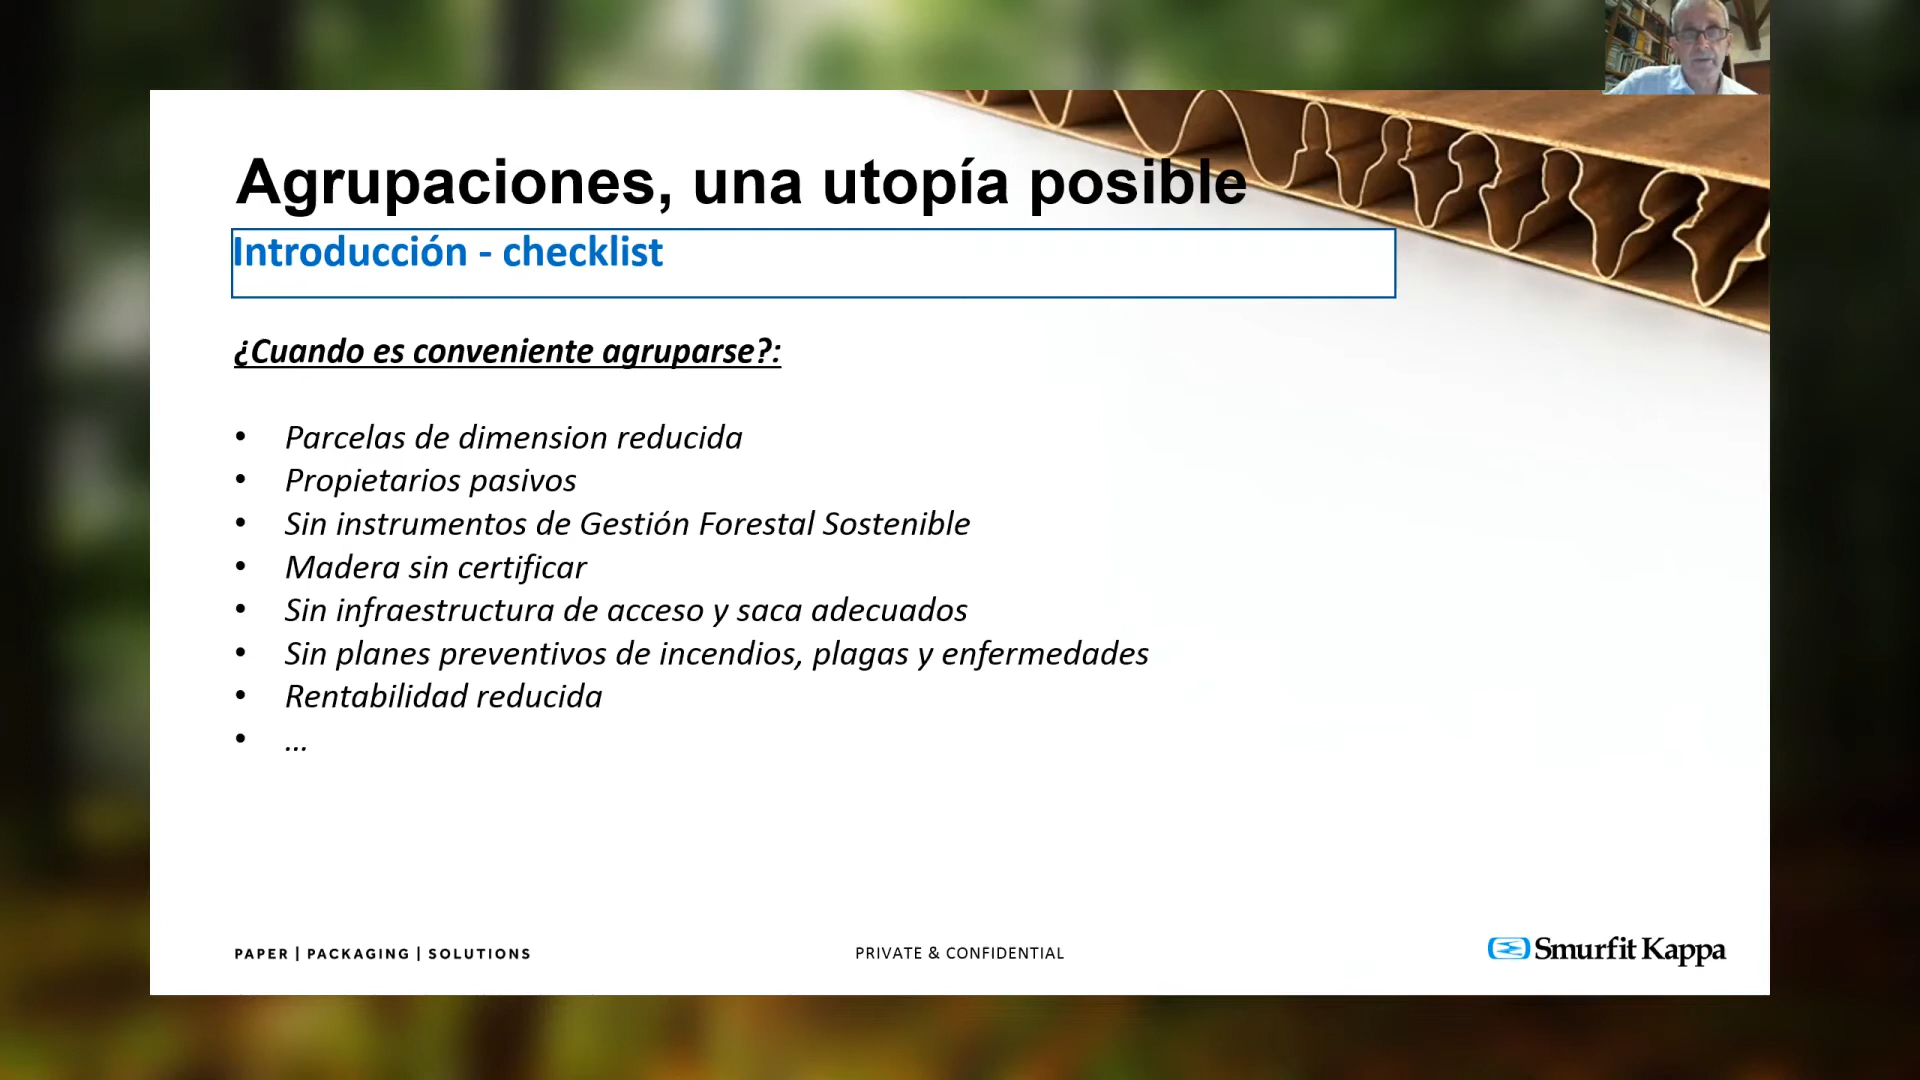 Agrupaciones, una utopía posible
Introducción - checklist
¿Cuando es conveniente agruparse?:
• Parcelas de dimension reducida
• Propietarios pasivos
• Sin instrumentos de Gestión Forestal Sostenible
• Madera sin certificar
• Sin infraestructura de acceso y saca adecuados
• Sin planes preventivos de incendios, plagas y enfermedades
• Rentabilidad reducida
• ...
PAPER | PACKAGING | SOLUTIONS
PRIVATE & CONFIDENTIAL
Smurfit Kappa